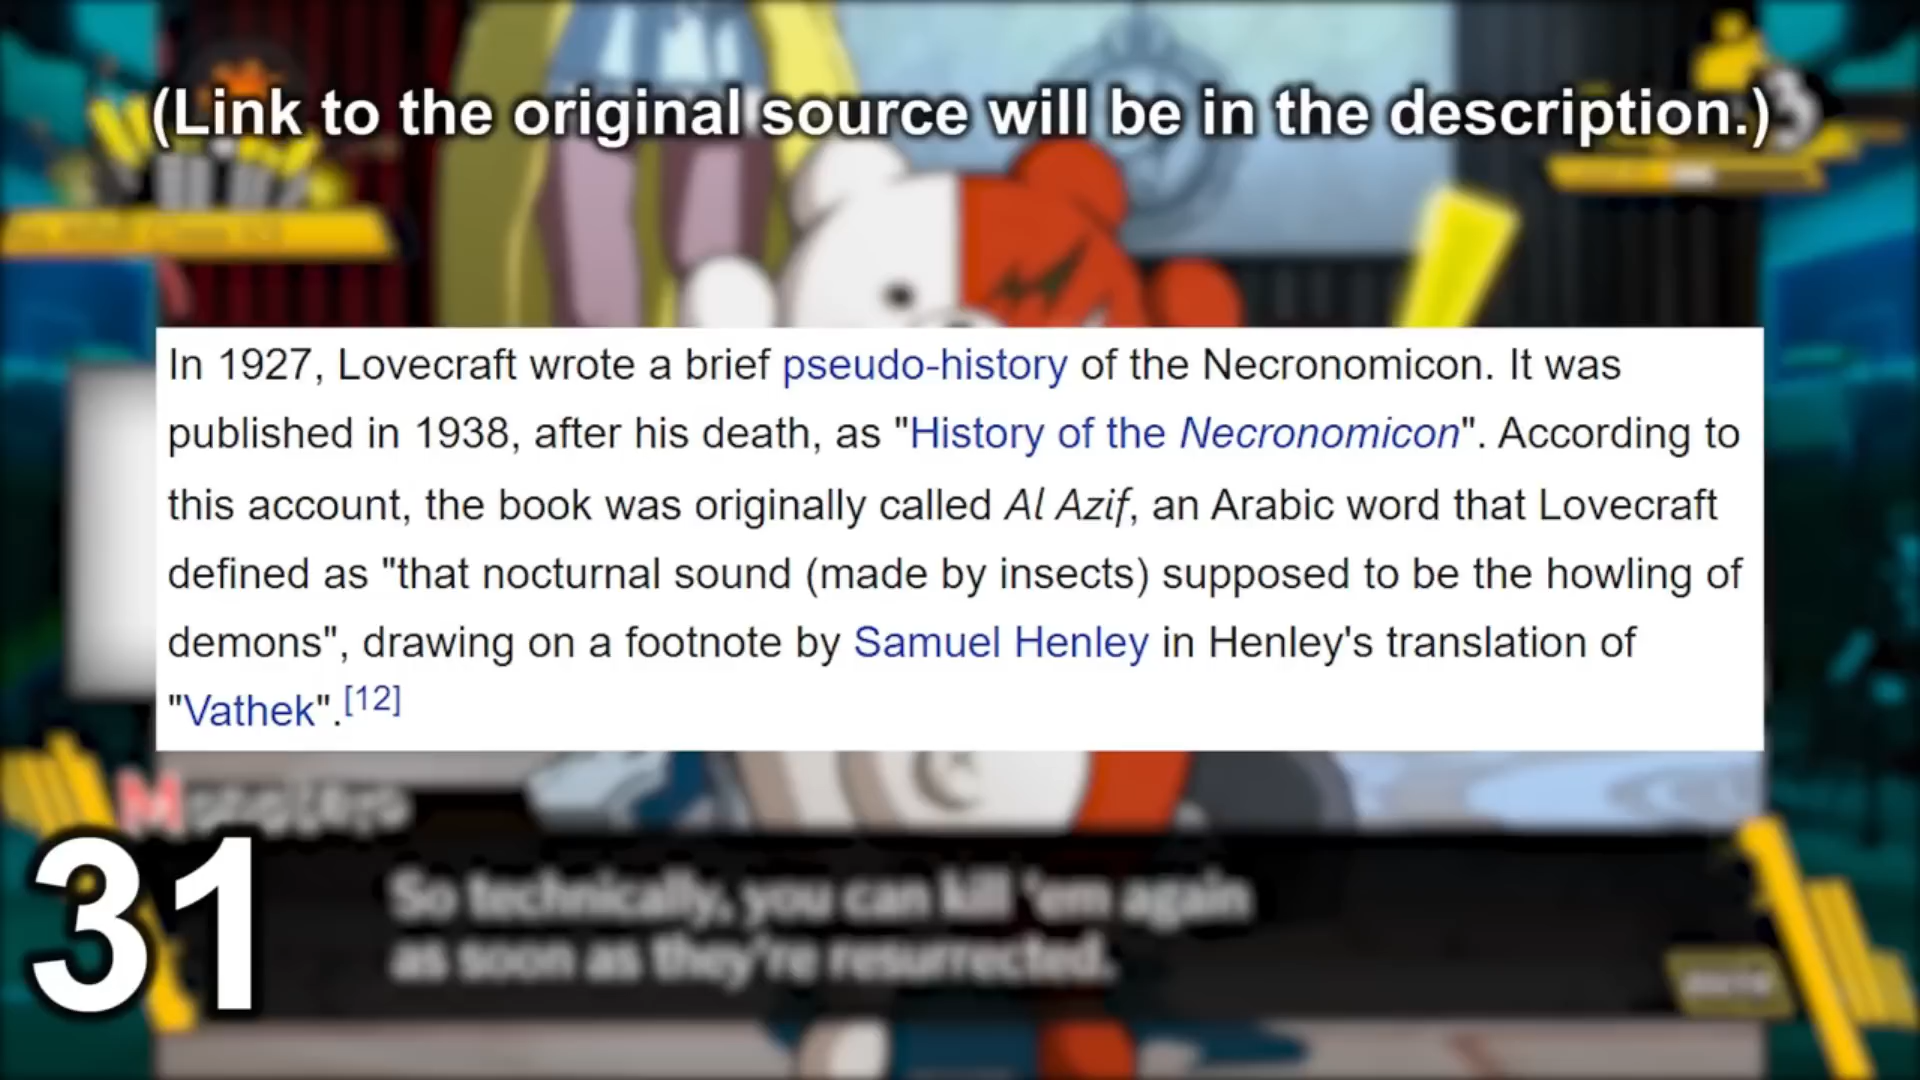 (Link to the original source will be in the description.)
In 1927, Lovecraft wrote a brief pseudo-history of the Necronomicon. It was
published in 1938, after his death, as "History of the Necronomicon". According to
this account, the book was originally called Al Azif, an Arabic word that Lovecraft
defined as "that nocturnal sound (made by insects) supposed to be the howling of
demons", drawing on a footnote by Samuel Henley in Henley's translation of
"Vathek".[12]
31
So technically, you can kill 'em again
as soon as they're resurrected.